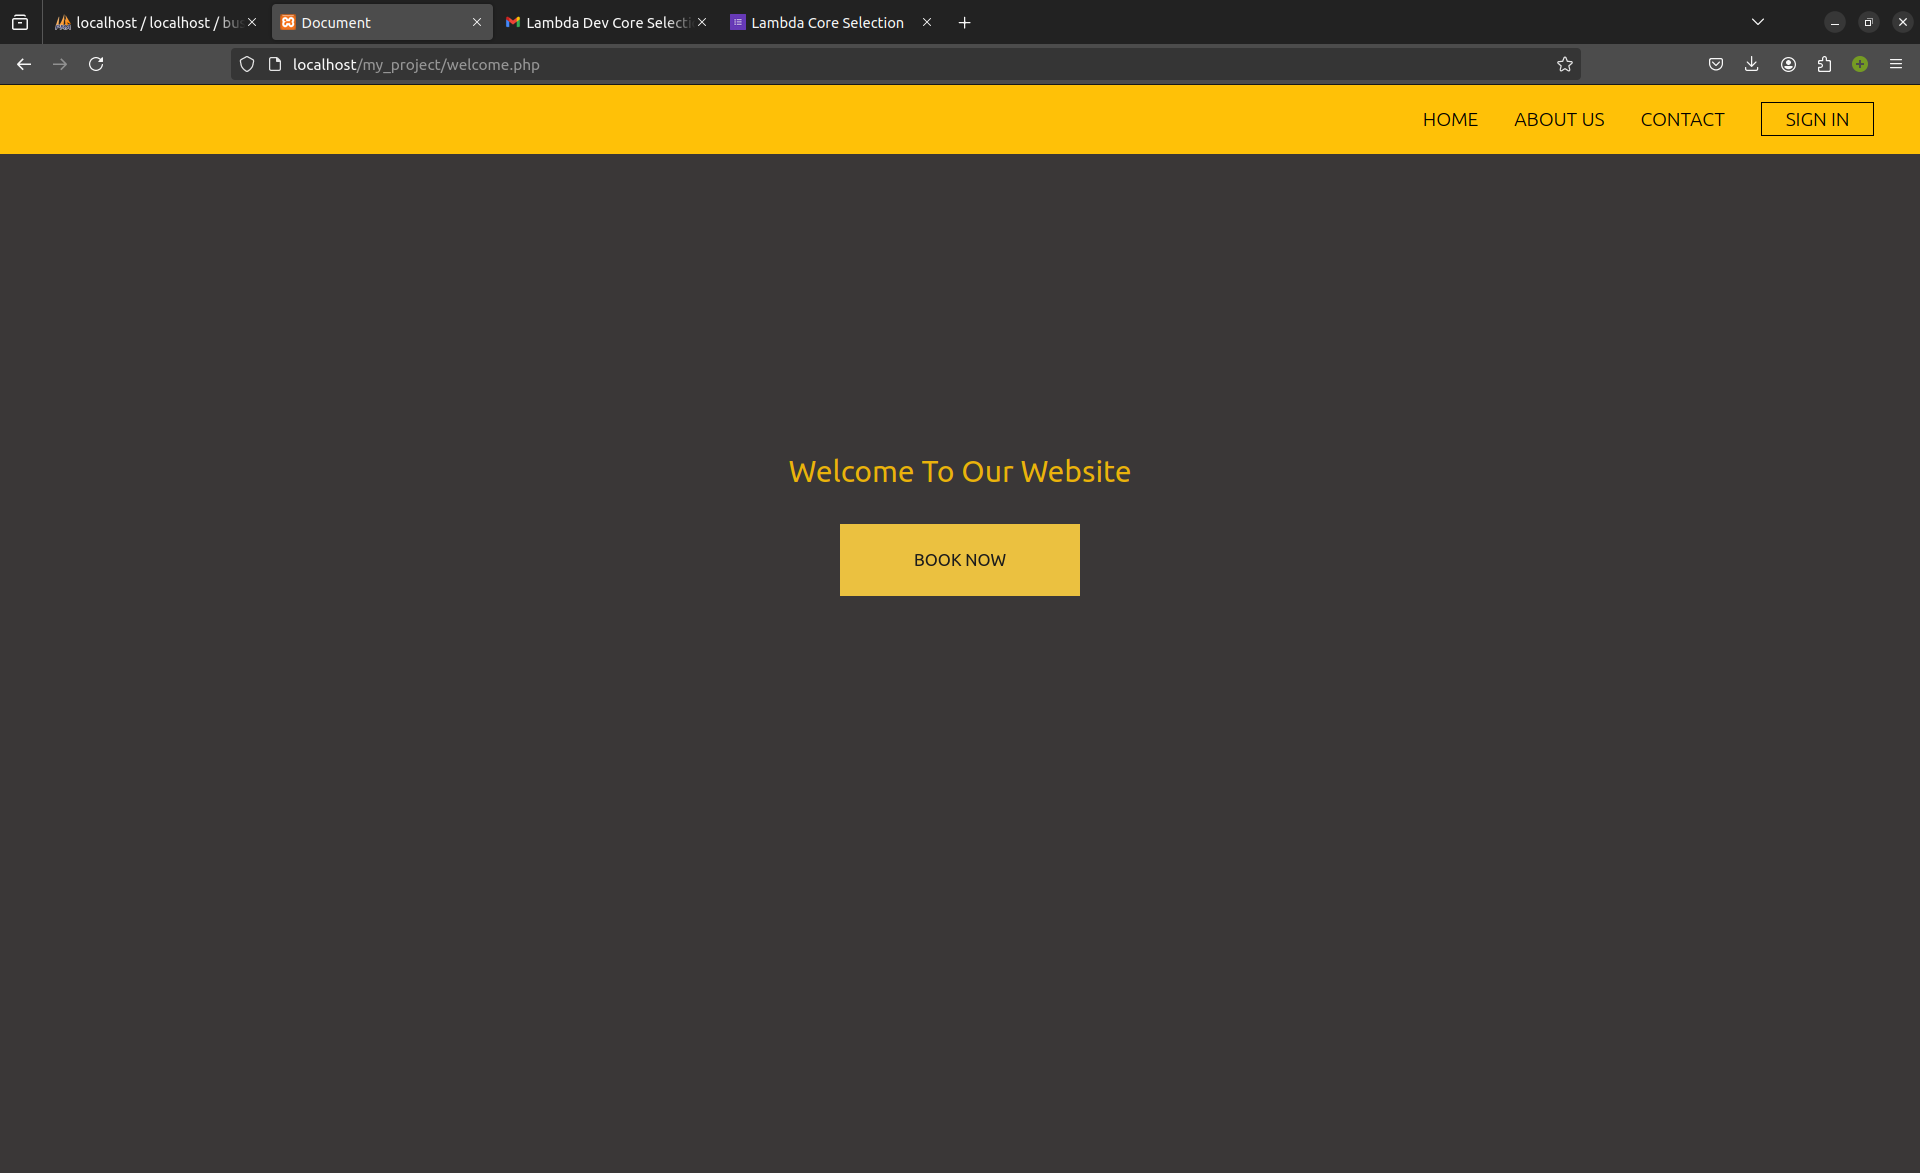 localhost / localhost / bus
Document
Lambda Dev Core Selecti
Lambda Core Selection
localhost/my_project/welcome.php
HOME
ABOUT US
CONTACT
SIGN IN
Welcome To Our Website
BOOK NOW